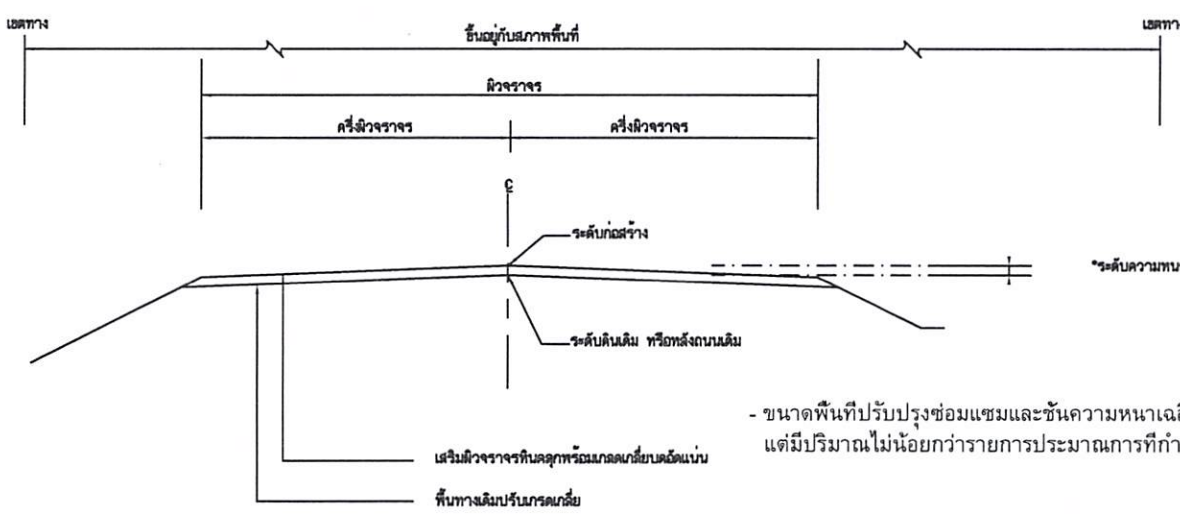 เขตทาง
เขตทาง
ขึ้นอยู่กับสภาพพื้นที่
ผิวจราจร
ครึ่งผิวจราจร
ครึ่งผิวจราจร
℄
ระดับก่อสร้าง
*ระดับความหน
ระดับดินเดิม หรือหลังถนนเดิม
- ขนาดพื้นที่ปรับปรุงซ่อมแซมและชั้นความหนาเฉลี
แต่มีปริมาณไม่น้อยกว่ารายการประมาณการที่กำ
เสริมผิวจราจรหินคลุกพร้อมเกรดเกลี่ยบดอัดแน่น
พื้นทางเดิมปรับเกรดเกลี่ย